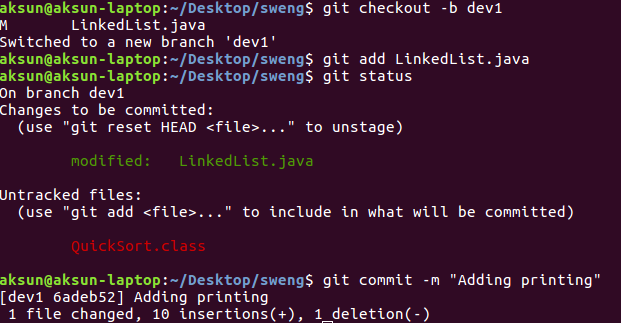 aksun@aksun-laptop:~/Desktop/sweng$ git checkout -b dev1
M       LinkedList.java
Switched to a new branch 'dev1'
aksun@aksun-laptop:~/Desktop/sweng$ git add LinkedList.java
aksun@aksun-laptop:~/Desktop/sweng$ git status
On branch dev1
Changes to be committed:
  (use "git reset HEAD <file>..." to unstage)
        modified:   LinkedList.java
Untracked files:
  (use "git add <file>..." to include in what will be committed)
        QuickSort.class
aksun@aksun-laptop:~/Desktop/sweng$ git commit -m "Adding printing"
[dev1 6adeb52] Adding printing
 1 file changed, 10 insertions(+), 1 deletion(-)